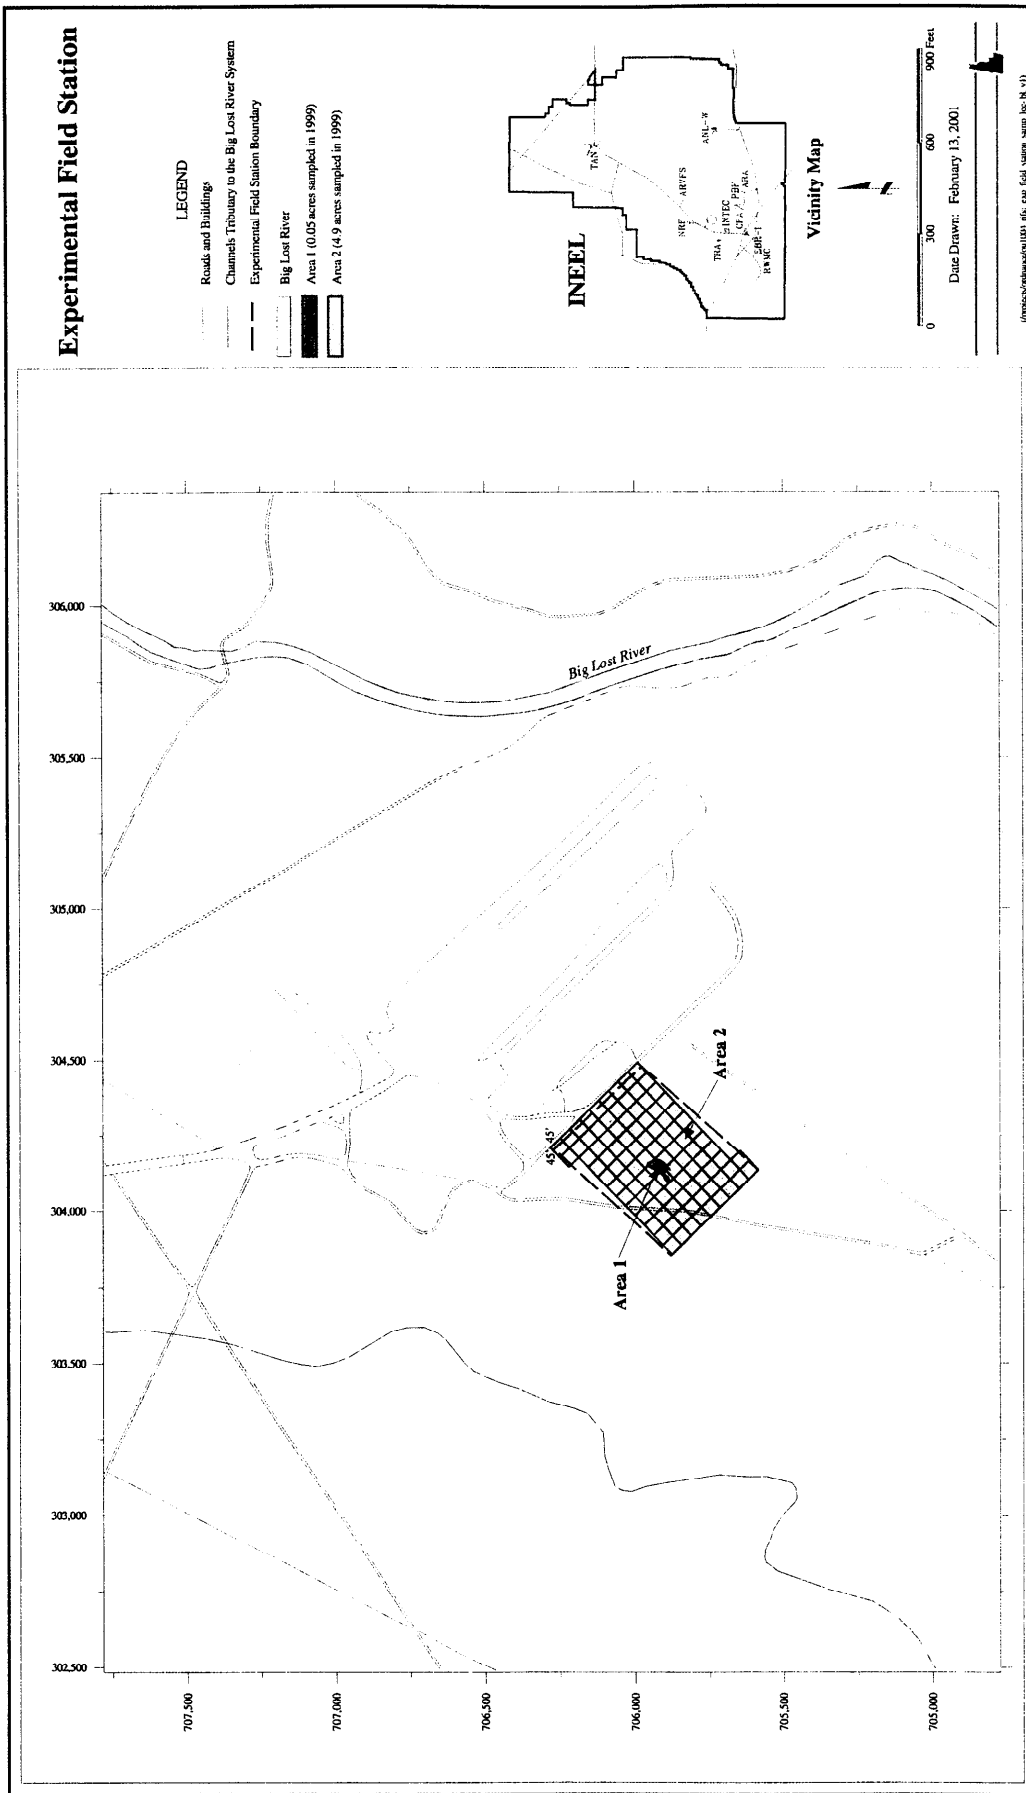 Experimental Field Station
LEGEND
Roads and Buildings
Channels Tributary to the Big Lost River System
Experimental Field Station Boundary
Big Lost River
Area 1 (0.05 acres sampled in 1999)
Area 2 (4.9 acres sampled in 1999)
INEEL
TAN
NRF
ARVFS
ANL-W
TRA
INTEC
CFA
PBF
ARA
EBR-1
RWMC
Vicinity Map
0 300 600 900 Feet
Date Drawn: February 13, 2001
306,000
305,500
305,000
304,500
304,000
303,500
303,000
302,500
707,500
707,000
706,500
706,000
705,500
705,000
Big Lost River
45' 45'
Area 1
Area 2